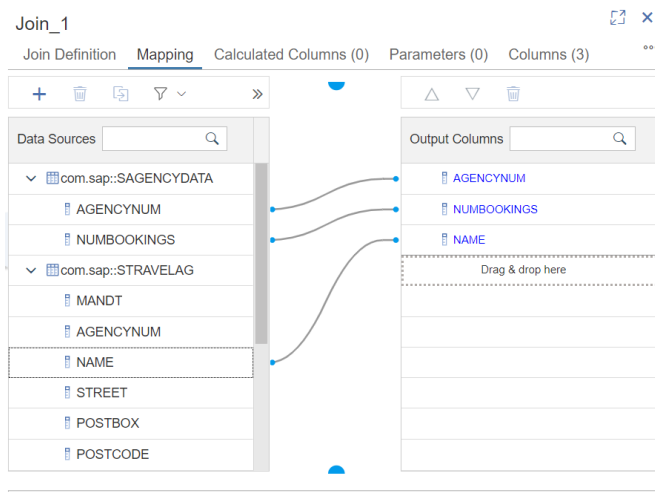 Join_1
Join Definition Mapping Calculated Columns (0) Parameters (0) Columns (3)
Data Sources
com.sap::SAGENCYDATA
AGENCYNUM
NUMBOOKINGS
com.sap::STRAVELAG
MANDT
AGENCYNUM
NAME
STREET
POSTBOX
POSTCODE
Output Columns
AGENCYNUM
NUMBOOKINGS
NAME
Drag & drop here